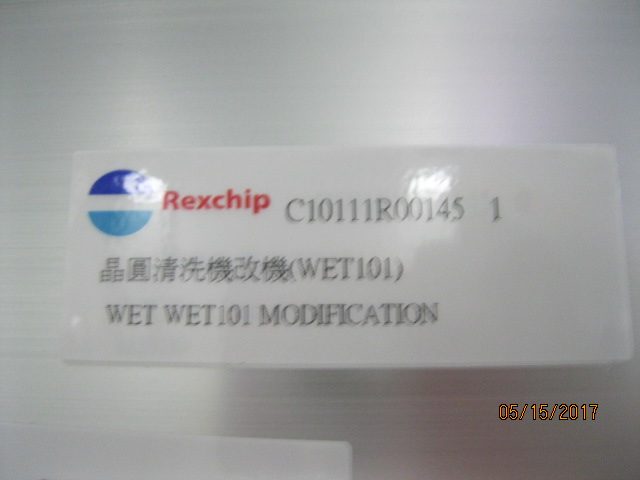 Rexchip C10111R00145 1
晶圓清洗機改機(WET101)
WET WET101 MODIFICATION
05/15/2017